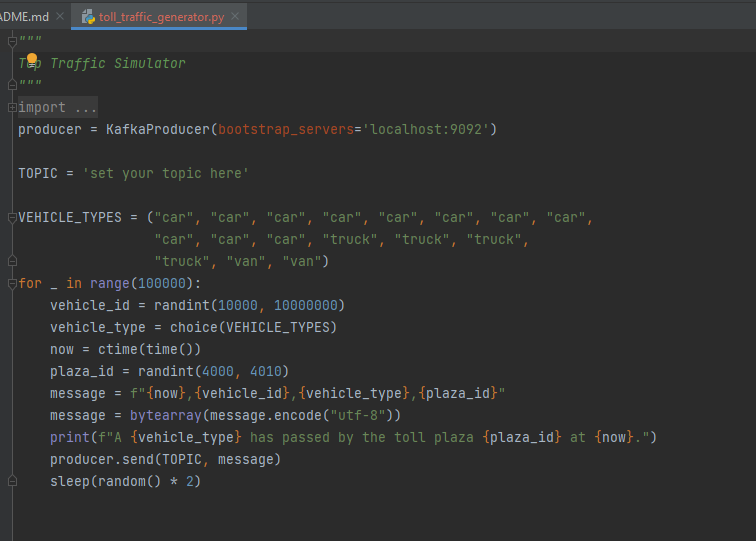 DME.md × toll_traffic_generator.py ×
"""
Top Traffic Simulator
"""
import ...
producer = KafkaProducer(bootstrap_servers='localhost:9092')
TOPIC = 'set your topic here'
VEHICLE_TYPES = ("car", "car", "car", "car", "car", "car", "car", "car",
"car", "car", "car", "truck", "truck", "truck",
"truck", "van", "van")
for _ in range(100000):
vehicle_id = randint(10000, 10000000)
vehicle_type = choice(VEHICLE_TYPES)
now = ctime(time())
plaza_id = randint(4000, 4010)
message = f"{now},{vehicle_id},{vehicle_type},{plaza_id}"
message = bytearray(message.encode("utf-8"))
print(f"A {vehicle_type} has passed by the toll plaza {plaza_id} at {now}.")
producer.send(TOPIC, message)
sleep(random() * 2)